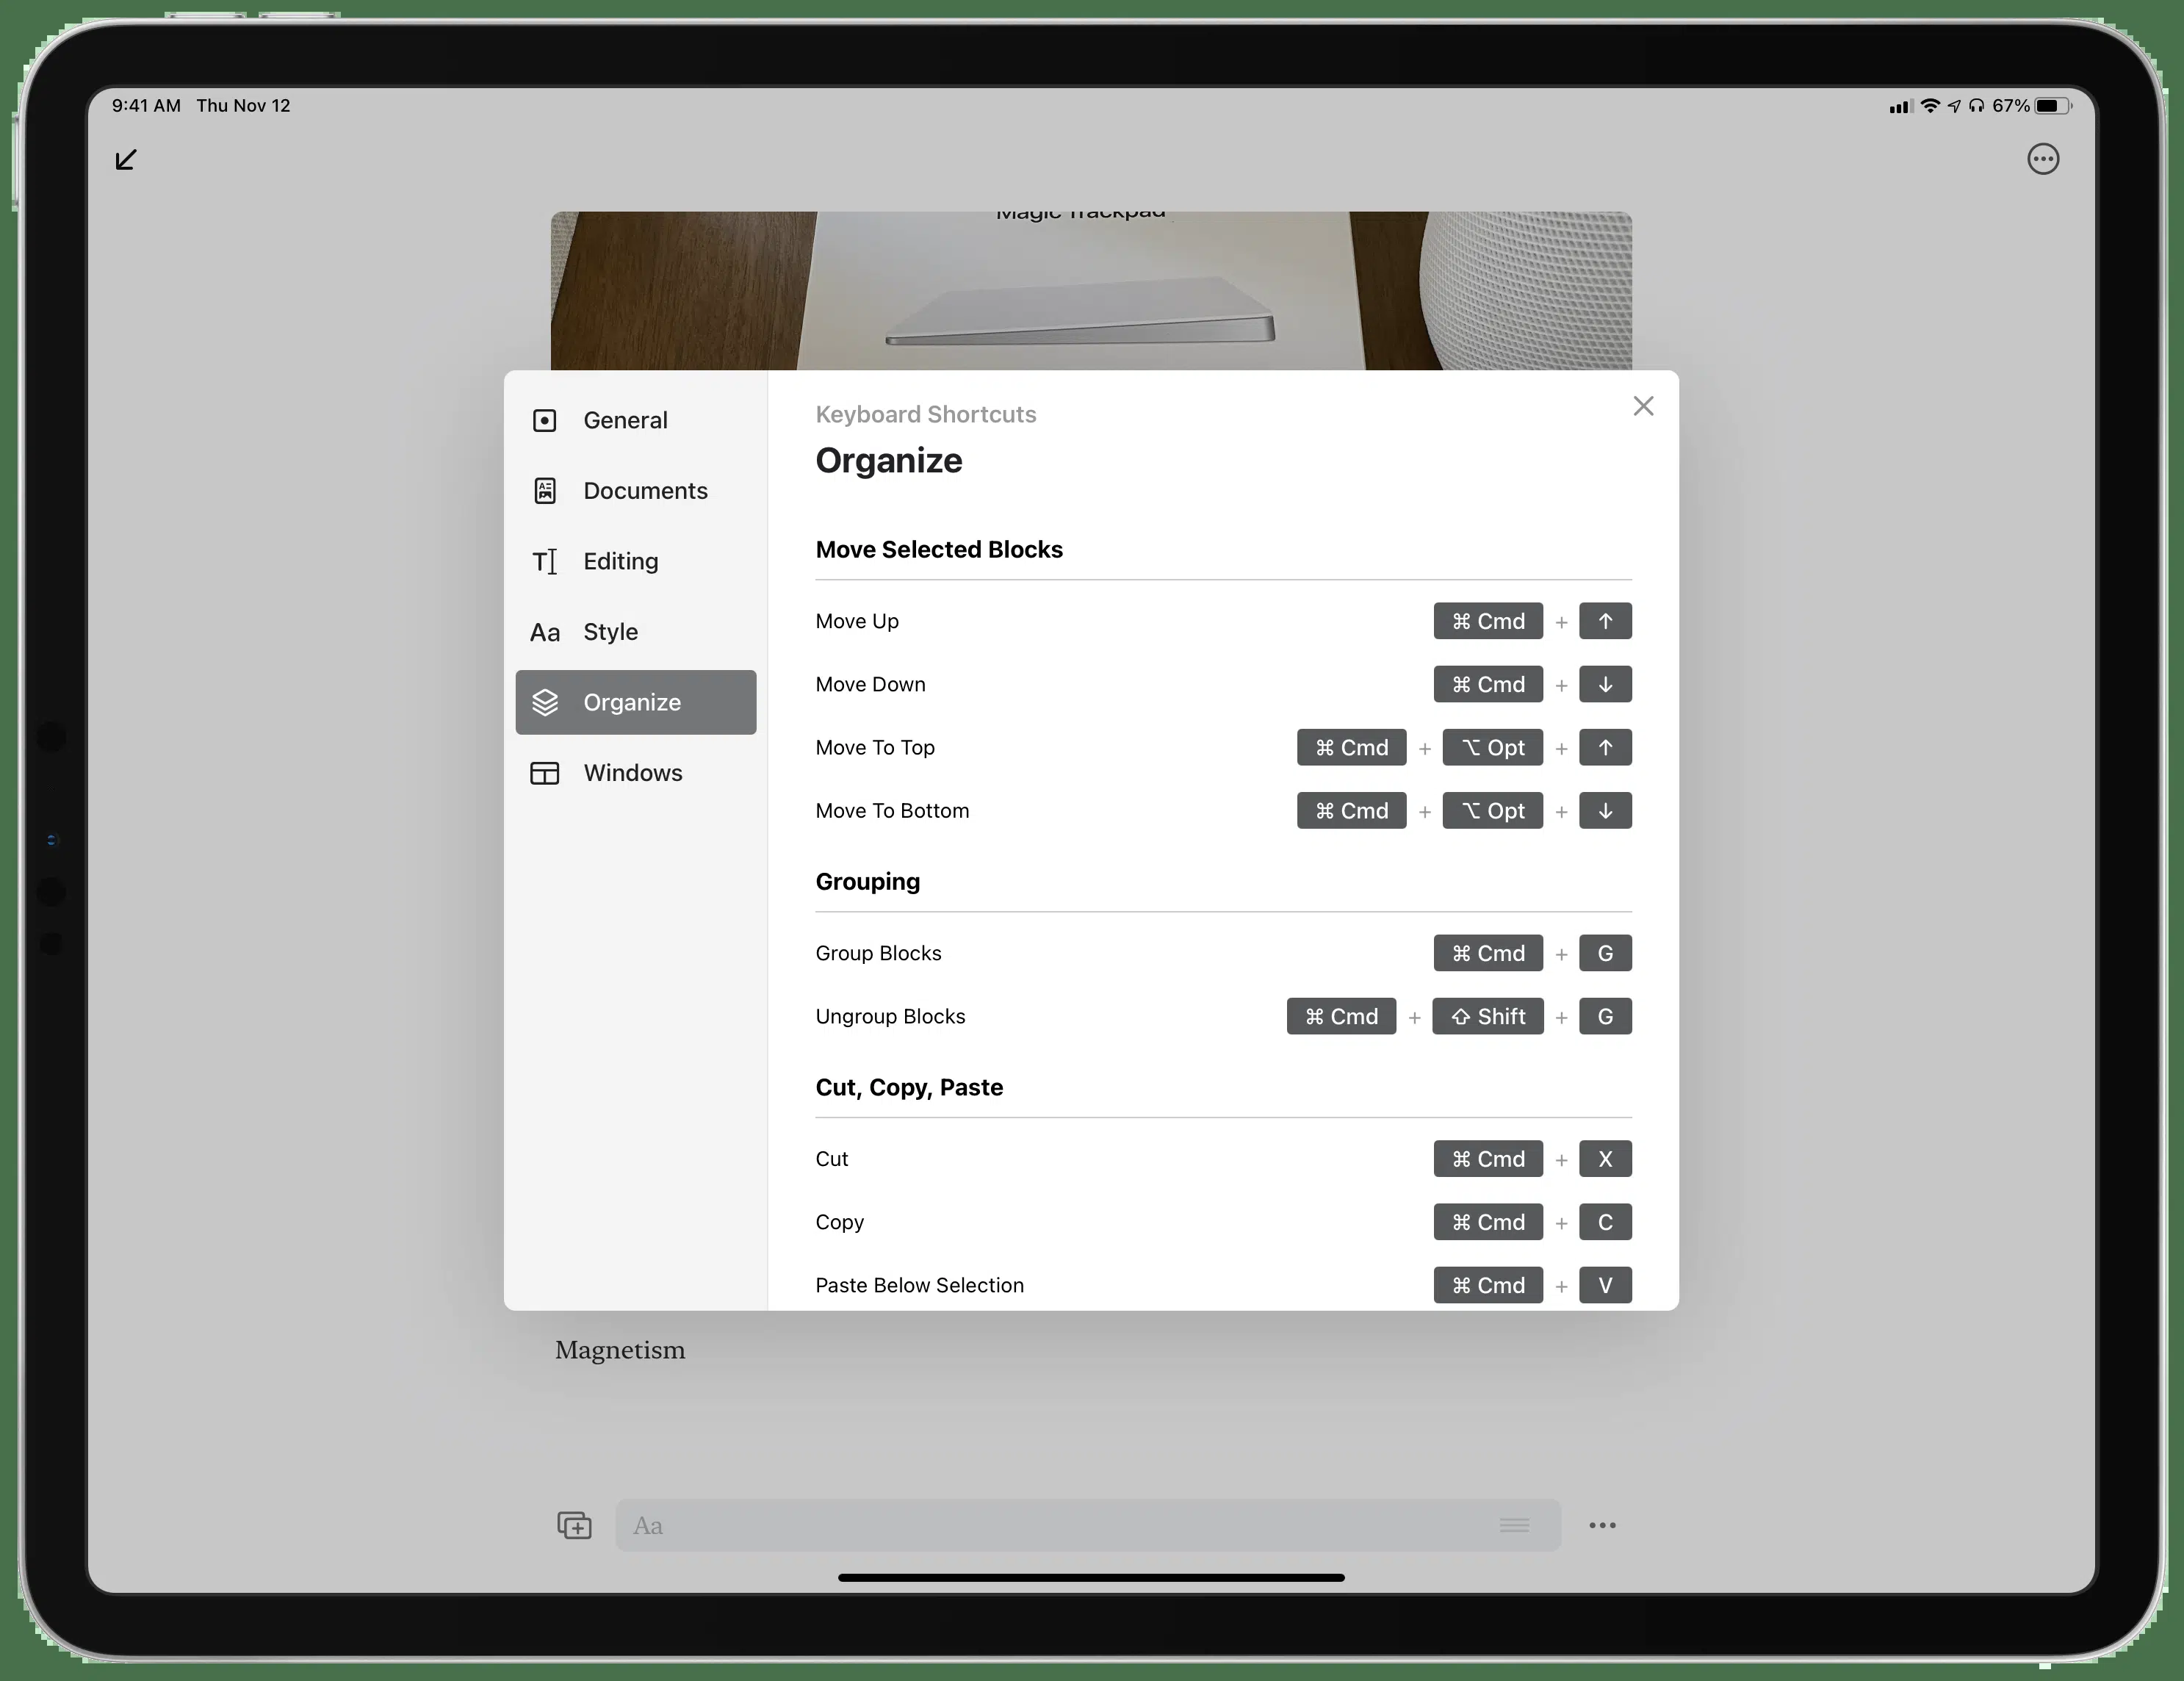 9:41 AM Thu Nov 12
67%
Magic Trackpad
General
Documents
Editing
Aa Style
Organize
Windows
Keyboard Shortcuts
Organize
Move Selected Blocks
Move Up ⌘ Cmd + ↑
Move Down ⌘ Cmd + ↓
Move To Top ⌘ Cmd + ⌥ Opt + ↑
Move To Bottom ⌘ Cmd + ⌥ Opt + ↓
Grouping
Group Blocks ⌘ Cmd + G
Ungroup Blocks ⌘ Cmd + ⇧ Shift + G
Cut, Copy, Paste
Cut ⌘ Cmd + X
Copy ⌘ Cmd + C
Paste Below Selection ⌘ Cmd + V
Magnetism
Aa